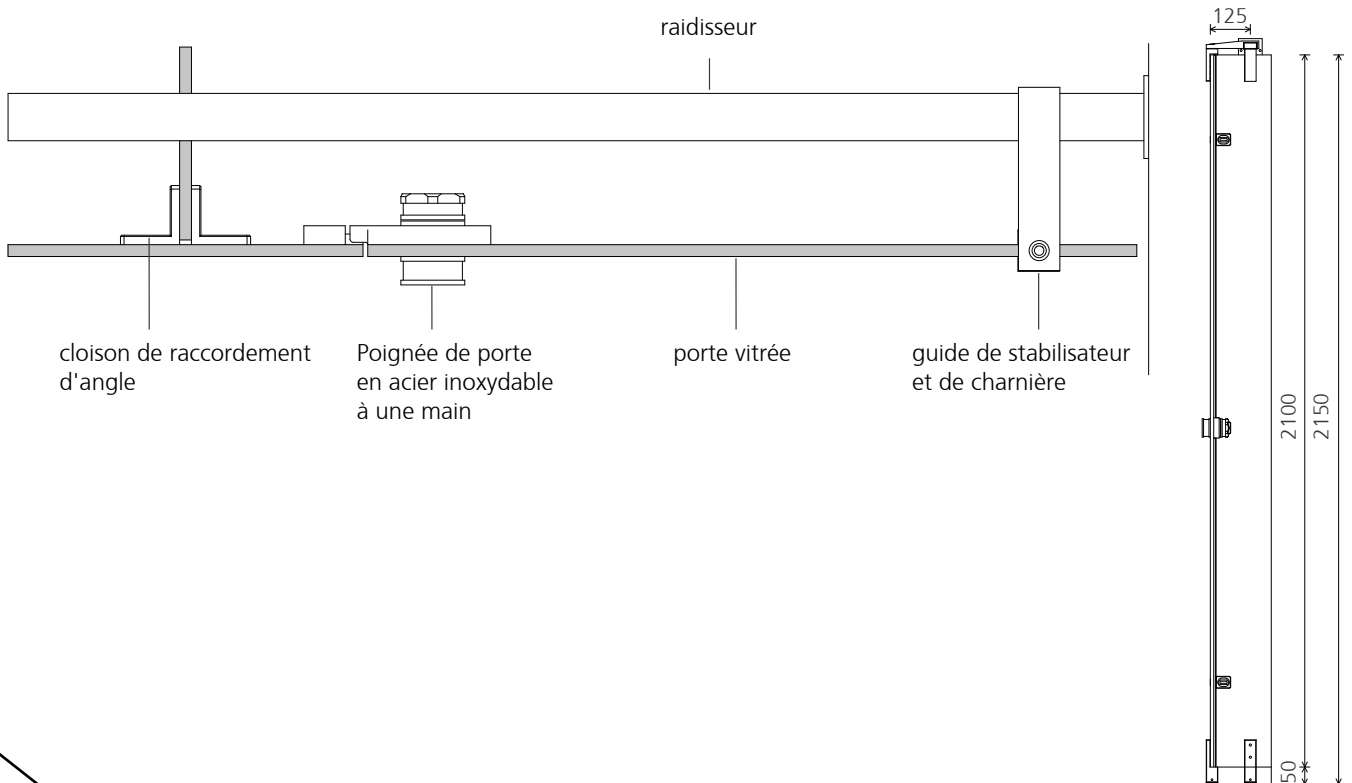 raidisseur
125
cloison de raccordement
d'angle
Poignée de porte
en acier inoxydable
à une main
porte vitrée
guide de stabilisateur
et de charnière
2100
2150
50